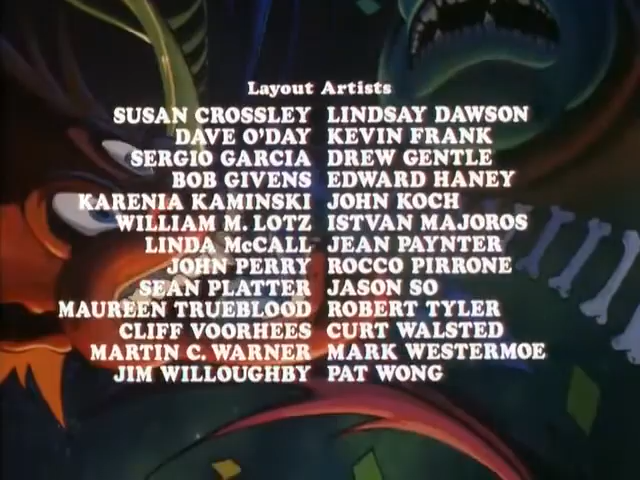 Layout Artists
SUSAN CROSSLEY LINDSAY DAWSON
DAVE O'DAY KEVIN FRANK
SERGIO GARCIA DREW GENTLE
BOB GIVENS EDWARD HANEY
KARENIA KAMINSKI JOHN KOCH
WILLIAM M. LOTZ ISTVAN MAJOROS
LINDA McCALL JEAN PAYNTER
JOHN PERRY ROCCO PIRRONE
SEAN PLATTER JASON SO
MAUREEN TRUEBLOOD ROBERT TYLER
CLIFF VOORHEES CURT WALSTED
MARTIN C. WARNER MARK WESTERMOE
JIM WILLOUGHBY PAT WONG